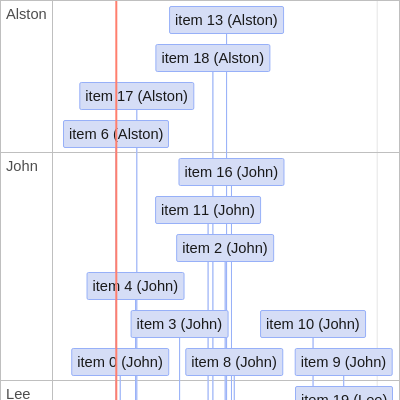 Alston
item 13 (Alston)
item 18 (Alston)
item 17 (Alston)
item 6 (Alston)
John
item 16 (John)
item 11 (John)
item 2 (John)
item 4 (John)
item 3 (John)
item 10 (John)
item 0 (John)
item 8 (John)
item 9 (John)
Lee
item 19 (Lee)